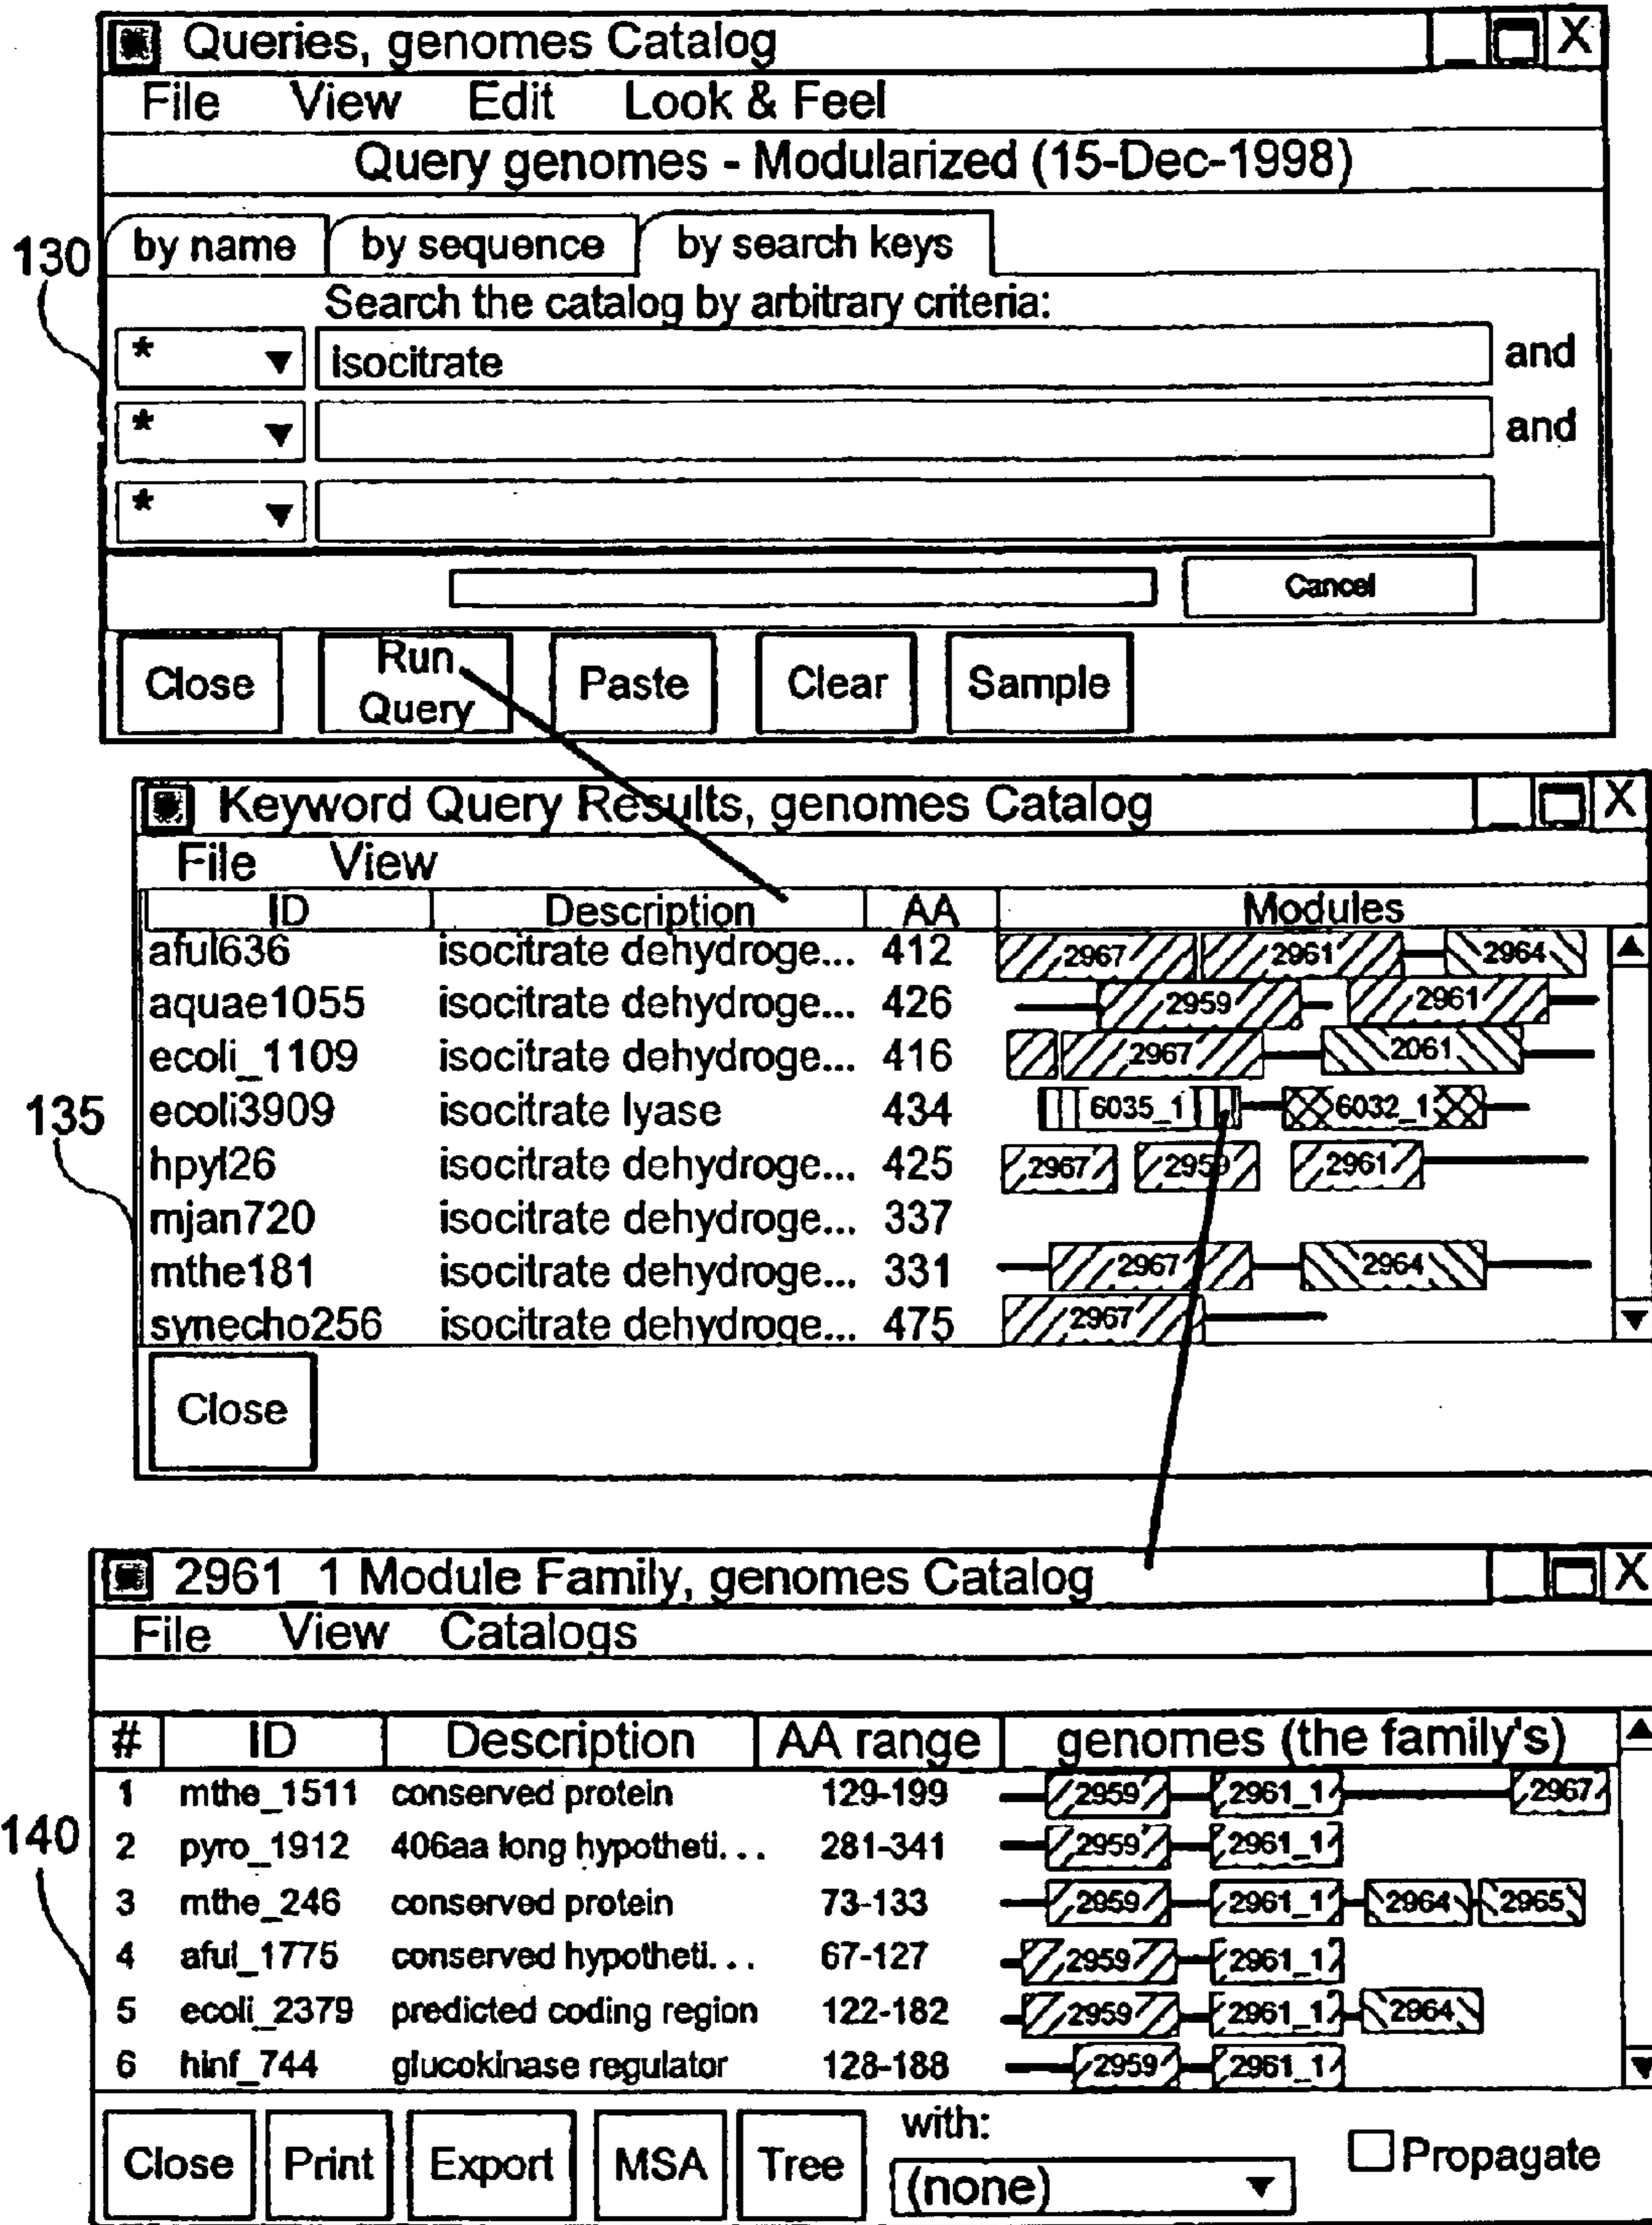 Queries, genomes Catalog X
File View Edit Look & Feel
Query genomes - Modularized (15-Dec-1998)
130 by name by sequence by search keys
Search the catalog by arbitrary criteria:
* isocitrate and
* and
*
Cancel
Close Run Query Paste Clear Sample
Keyword Query Results, genomes Catalog X
File View
ID Description AA Modules
aful636 isocitrate dehydroge... 412 2967 2961 2964
aquae1055 isocitrate dehydroge... 426 2959 2961
ecoli_1109 isocitrate dehydroge... 416 2967 2061
135 ecoli3909 isocitrate lyase 434 6035_1 6032_1
hpyl26 isocitrate dehydroge... 425 2967 2959 2961
mjan720 isocitrate dehydroge... 337
mthe181 isocitrate dehydroge... 331 2967 2964
synecho256 isocitrate dehydroge... 475 2967
Close
2961_1 Module Family, genomes Catalog X
File View Catalogs
# ID Description AA range genomes (the family's)
1 mthe_1511 conserved protein 129-199 2959 2961_1 2967
140 2 pyro_1912 406aa long hypotheti... 281-341 2959 2961_1
3 mthe_246 conserved protein 73-133 2959 2961_1 2964 2965
4 aful_1775 conserved hypotheti... 67-127 2959 2961_1
5 ecoli_2379 predicted coding region 122-182 2959 2961_1 2964
6 hinf_744 glucokinase regulator 128-188 2959 2961_1
Close Print Export MSA Tree with: (none) Propagate